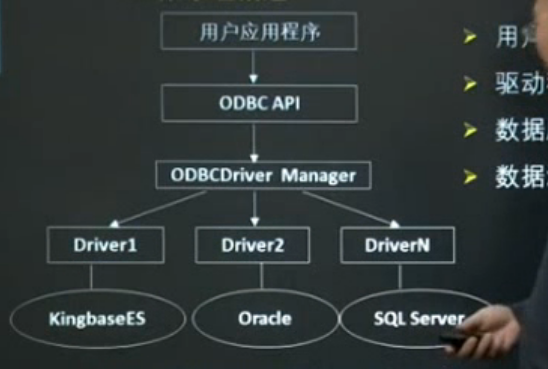 用户应用程序
ODBC API
ODBCDriver Manager
Driver1
Driver2
DriverN
KingbaseES
Oracle
SQL Server
用户
驱动
数据
数据